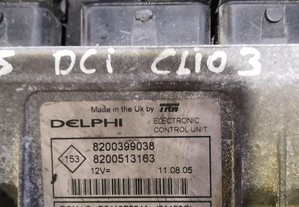 5 DCI CLIO 3
Made in the Uk by TRW
DELPHI ELECTRONIC CONTROL UNIT
8200399038
153 8200513163
12V= 11.08.05